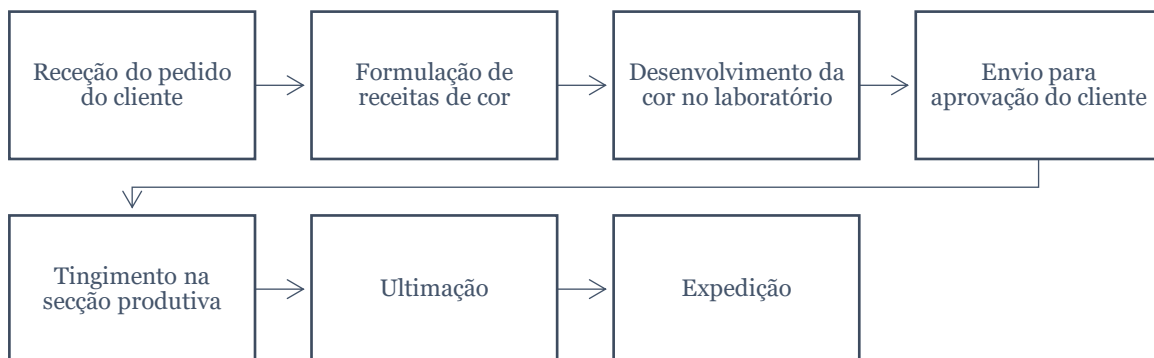 Receção do pedido
do cliente
Formulação de
receitas de cor
Desenvolvimento da
cor no laboratório
Envio para
aprovação do cliente
Tingimento na
secção produtiva
Ultimação
Expedição